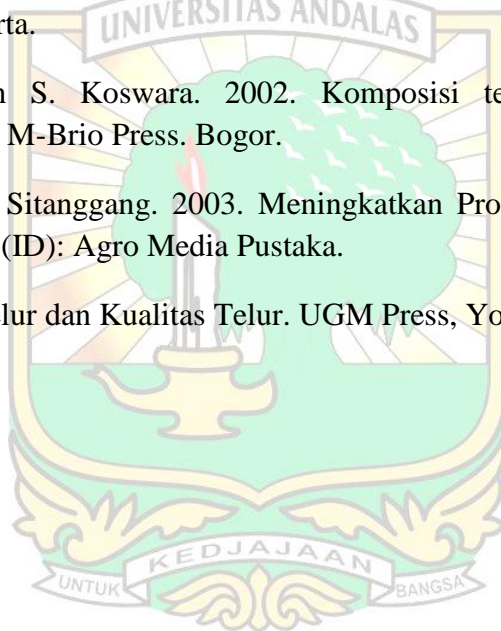 rta.
UNIVERSITAS ANDALAS
n S. Koswara. 2002. Komposisi te
M-Brio Press. Bogor.
Sitanggang. 2003. Meningkatkan Pro
(ID): Agro Media Pustaka.
elur dan Kualitas Telur. UGM Press, Yo
KEDJAJAAN
UNTUK
BANGSA